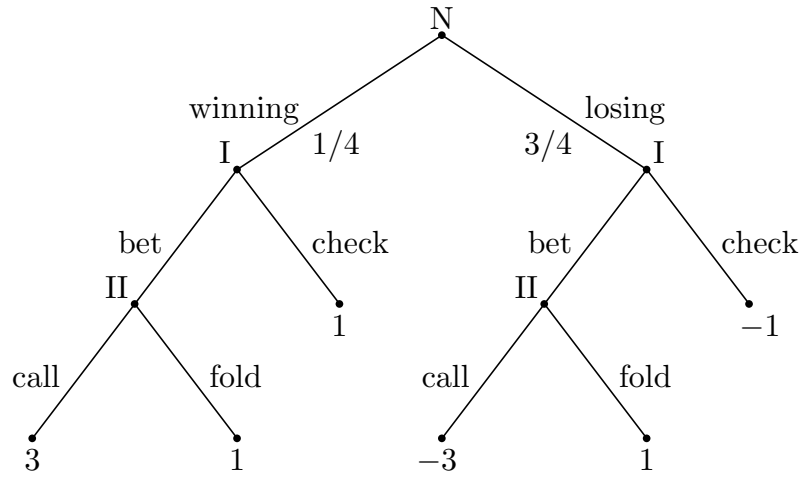 N
winning losing
1/4 3/4
I I
bet check bet check
II II
1 −1
call fold call fold
3 1 −3 1